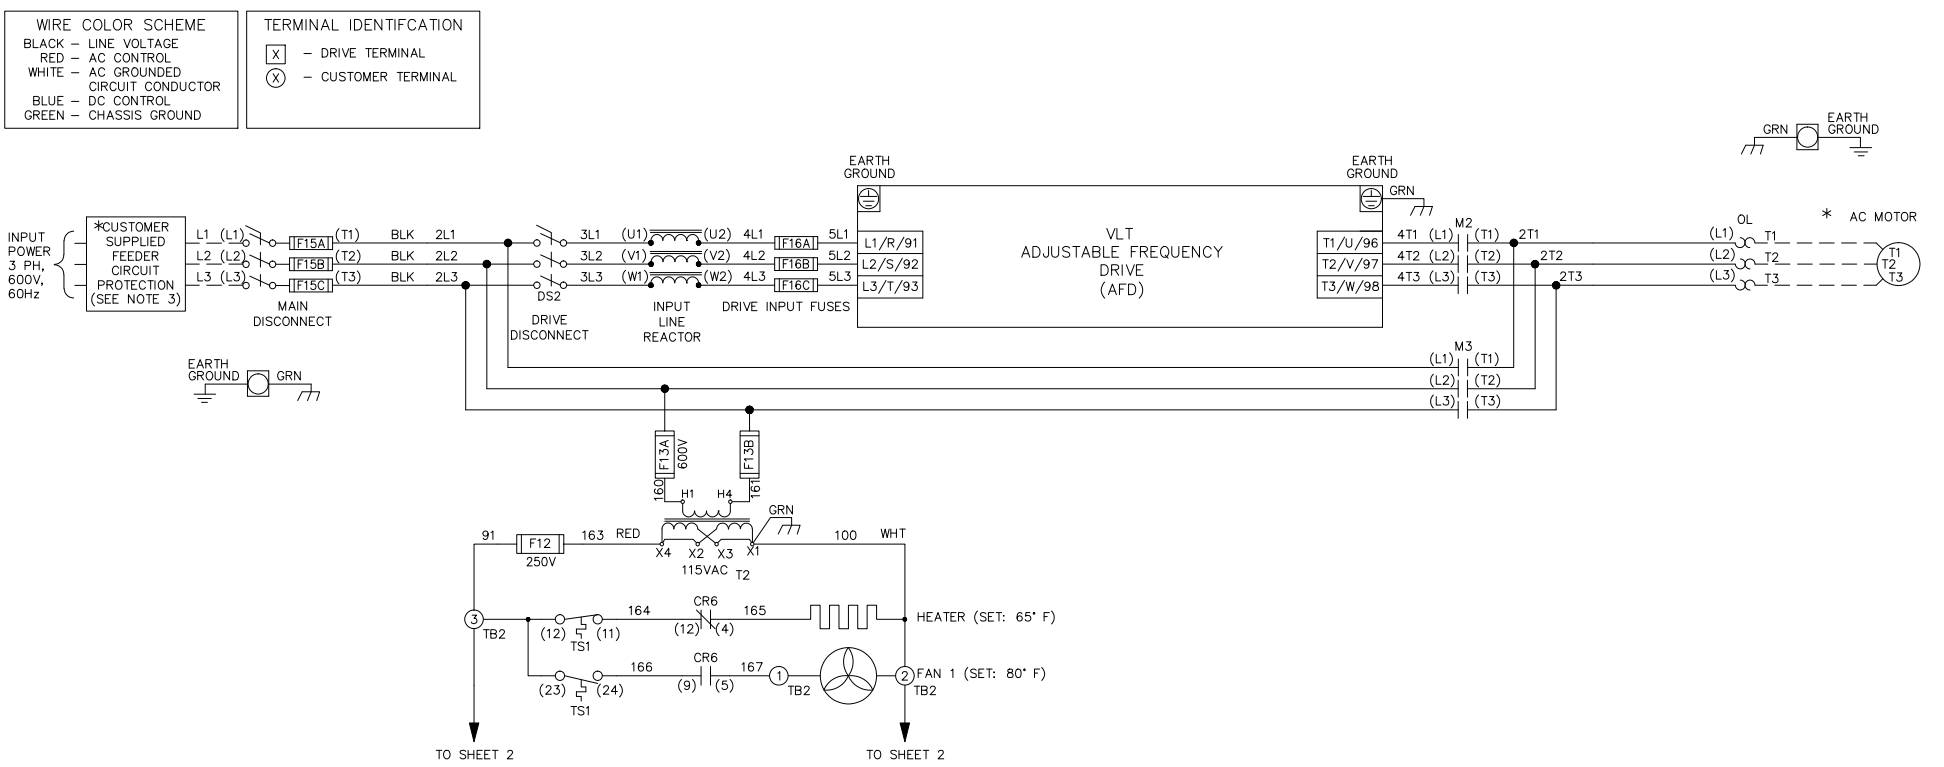 WIRE COLOR SCHEME
BLACK – LINE VOLTAGE
RED – AC CONTROL
WHITE – AC GROUNDED
CIRCUIT CONDUCTOR
BLUE – DC CONTROL
GREEN – CHASSIS GROUND
TERMINAL IDENTIFCATION
X – DRIVE TERMINAL
X – CUSTOMER TERMINAL
GRN
EARTH
GROUND
INPUT
POWER
3 PH,
600V,
60Hz
*CUSTOMER
SUPPLIED
FEEDER
CIRCUIT
PROTECTION
(SEE NOTE 3)
L1 (L1) F15A (T1) BLK 2L1
L2 (L2) F15B (T2) BLK 2L2
L3 (L3) F15C (T3) BLK 2L3
MAIN
DISCONNECT
DS2
DRIVE
DISCONNECT
3L1 (U1) (U2) 4L1 F16A 5L1
3L2 (V1) (V2) 4L2 F16B 5L2
3L3 (W1) (W2) 4L3 F16C 5L3
INPUT
LINE
REACTOR
DRIVE INPUT FUSES
EARTH
GROUND
L1/R/91
L2/S/92
L3/T/93
VLT
ADJUSTABLE FREQUENCY
DRIVE
(AFD)
EARTH
GROUND
GRN
T1/U/96
T2/V/97
T3/W/98
M2
4T1 (L1) (T1) 2T1
4T2 (L2) (T2) 2T2
4T3 (L3) (T3) 2T3
OL
(L1) T1
(L2) T2
(L3) T3
* AC MOTOR
T1
T2
T3
M3
(L1) (T1)
(L2) (T2)
(L3) (T3)
EARTH
GROUND GRN
F13A
600V
F13B
160
161
H1 H4
GRN
91 F12 163 RED
250V
X4 X2 X3 X1
115VAC T2
100 WHT
3
TB2
(12) (11)
TS1
164
CR6
(12) (4)
165
HEATER (SET: 65° F)
(23) (24)
TS1
166
CR6
(9) (5)
167
1
TB2
2
TB2
FAN 1 (SET: 80° F)
TO SHEET 2
TO SHEET 2